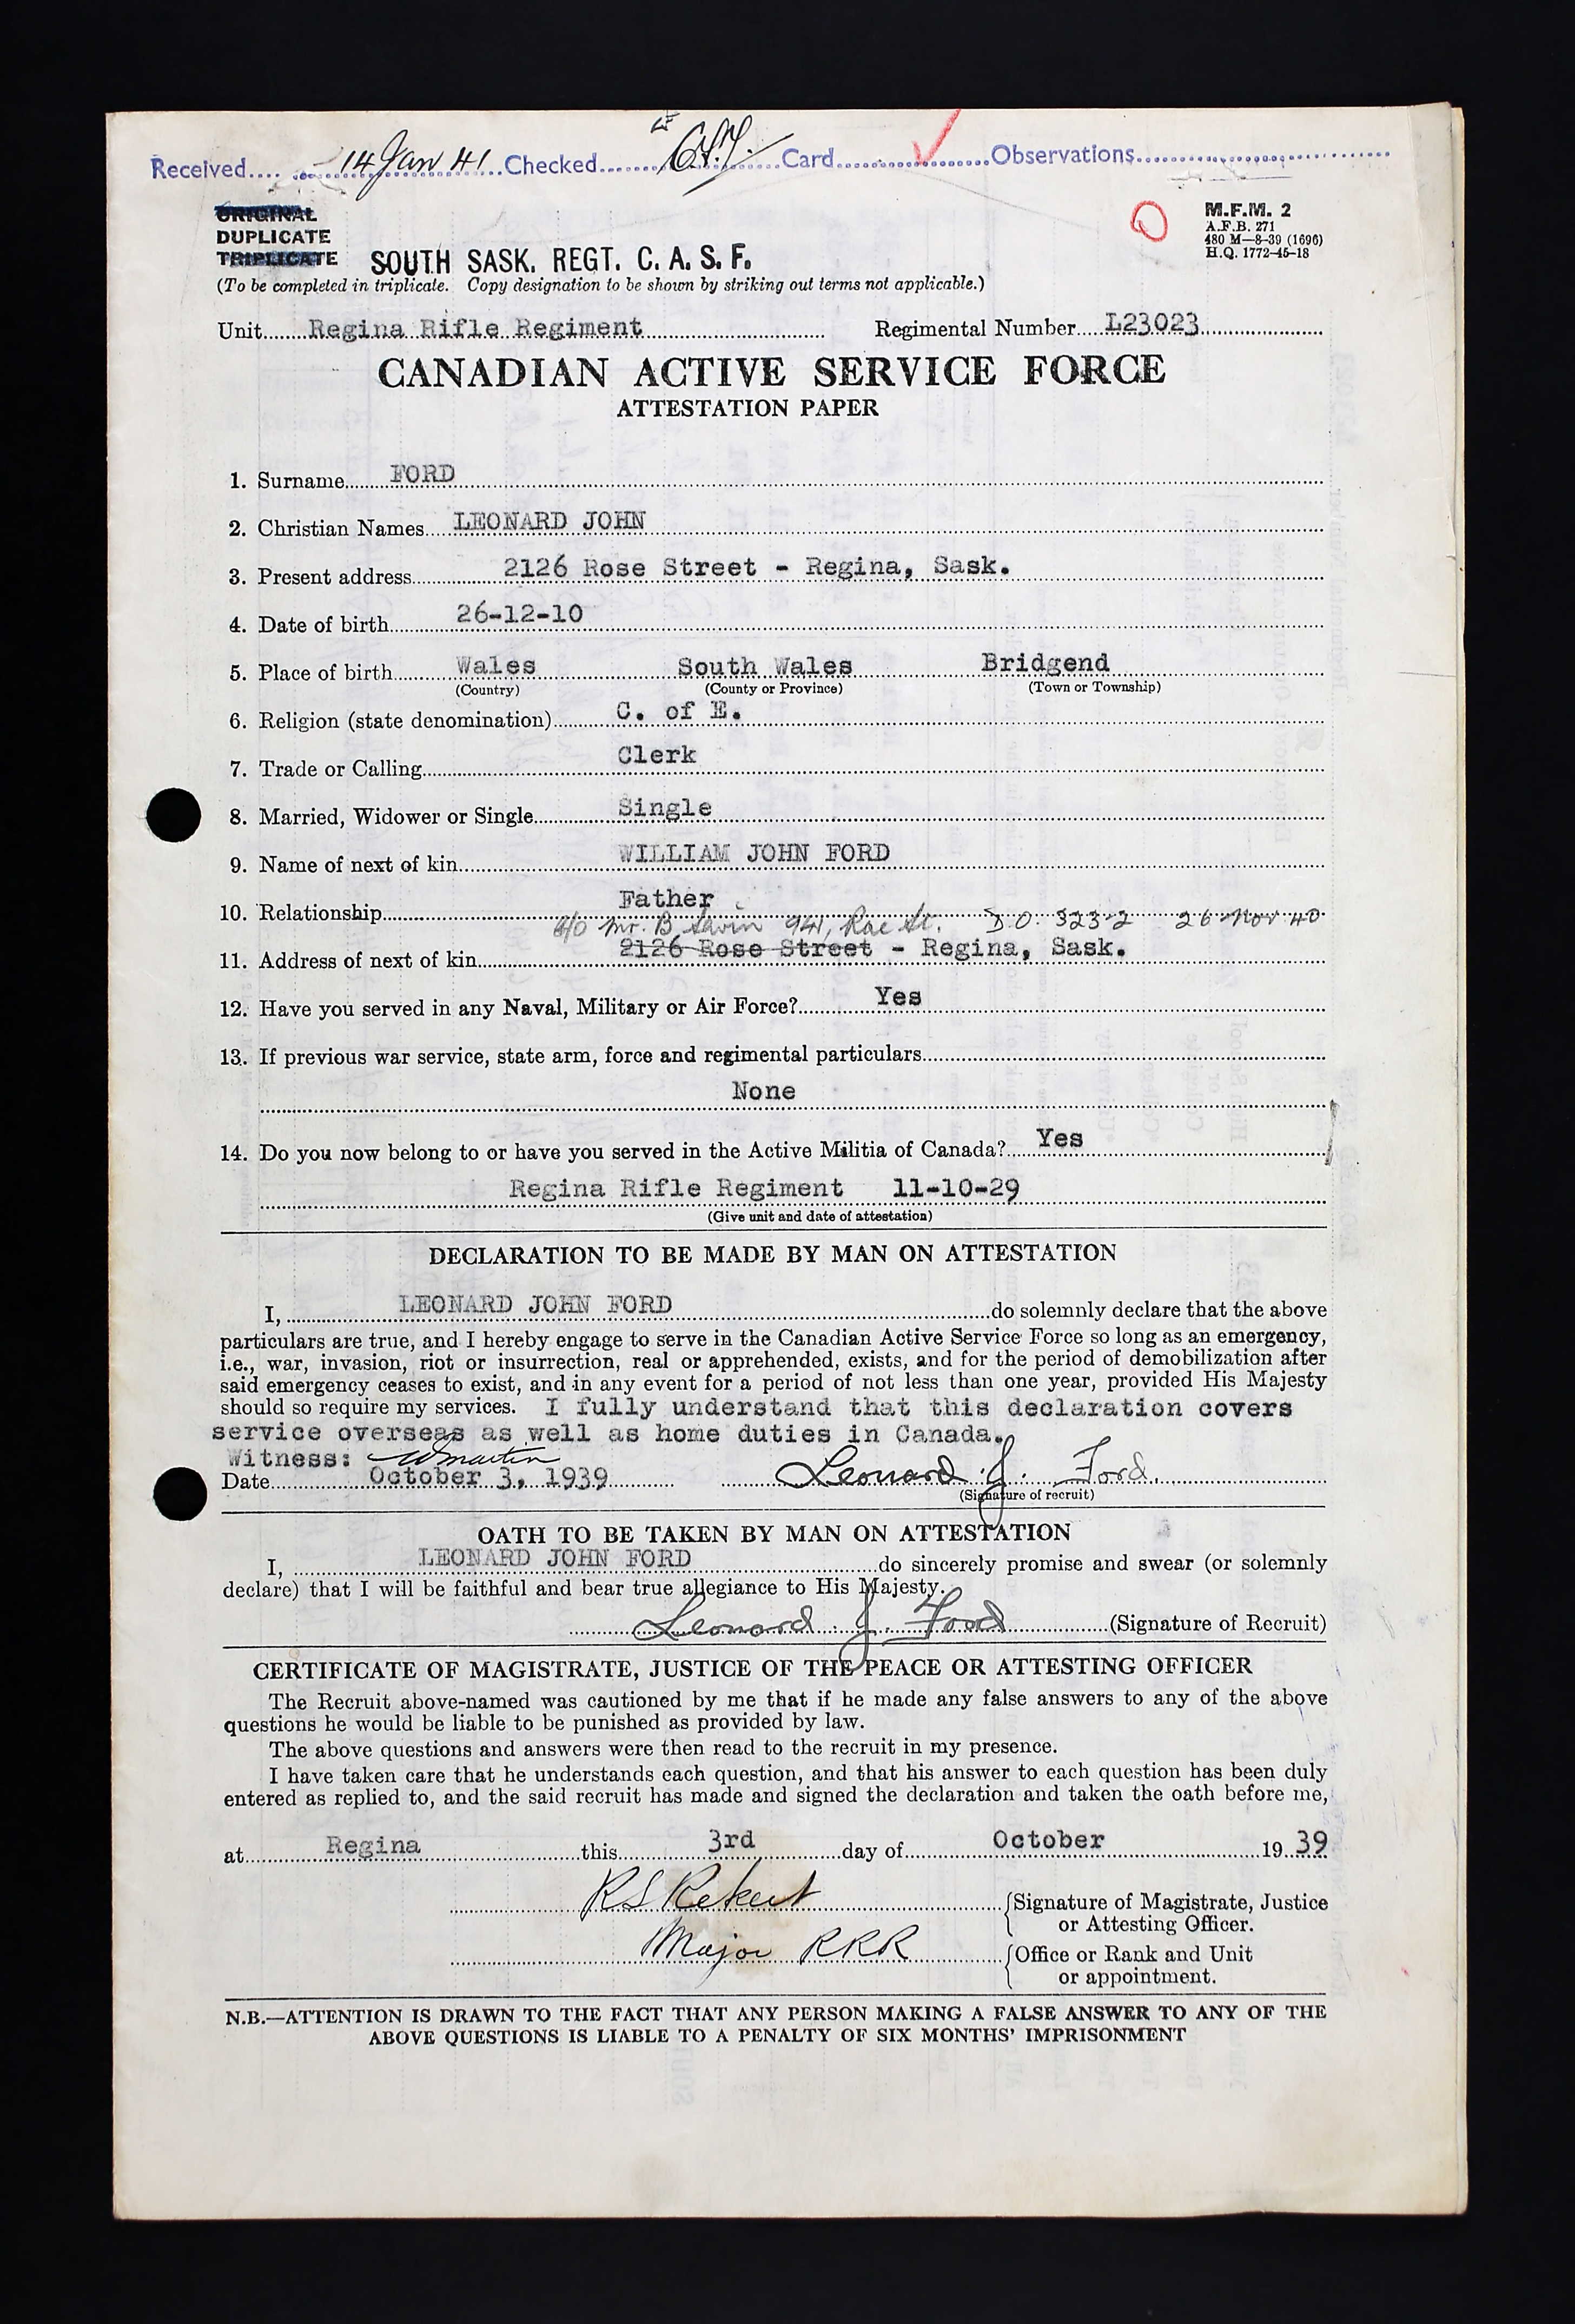 Received.... 14 Jan 41 Checked........ Card........ Observations........
ORIGINAL
DUPLICATE
TRIPLICATE
SOUTH SASK. REGT. C. A. S. F.
M.F.M. 2
A.F.B. 271
480 M—8-39 (1696)
H.Q. 1772-45-18
(To be completed in triplicate. Copy designation to be shown by striking out terms not applicable.)
Unit Regina Rifle Regiment Regimental Number L23023
CANADIAN ACTIVE SERVICE FORCE
ATTESTATION PAPER
1. Surname FORD
2. Christian Names LEONARD JOHN
3. Present address 2126 Rose Street - Regina, Sask.
4. Date of birth 26-12-10
5. Place of birth Wales South Wales Bridgend
(Country) (County or Province) (Town or Township)
6. Religion (state denomination) C. of E.
7. Trade or Calling Clerk
8. Married, Widower or Single Single
9. Name of next of kin WILLIAM JOHN FORD
10. Relationship Father
c/o Mr. B. 941, Rae St. D.O. 323-2 26 Nov 40
11. Address of next of kin 2126 Rose Street - Regina, Sask.
12. Have you served in any Naval, Military or Air Force? Yes
13. If previous war service, state arm, force and regimental particulars
None
14. Do you now belong to or have you served in the Active Militia of Canada? Yes
Regina Rifle Regiment 11-10-29
(Give unit and date of attestation)
DECLARATION TO BE MADE BY MAN ON ATTESTATION
I, LEONARD JOHN FORD do solemnly declare that the above
particulars are true, and I hereby engage to serve in the Canadian Active Service Force so long as an emergency,
i.e., war, invasion, riot or insurrection, real or apprehended, exists, and for the period of demobilization after
said emergency ceases to exist, and in any event for a period of not less than one year, provided His Majesty
should so require my services. I fully understand that this declaration covers
service overseas as well as home duties in Canada.
Witness: W Martin
Date October 3, 1939 Leonard J. Ford
(Signature of recruit)
OATH TO BE TAKEN BY MAN ON ATTESTATION
I, LEONARD JOHN FORD do sincerely promise and swear (or solemnly
declare) that I will be faithful and bear true allegiance to His Majesty.
Leonard J. Ford (Signature of Recruit)
CERTIFICATE OF MAGISTRATE, JUSTICE OF THE PEACE OR ATTESTING OFFICER
The Recruit above-named was cautioned by me that if he made any false answers to any of the above
questions he would be liable to be punished as provided by law.
The above questions and answers were then read to the recruit in my presence.
I have taken care that he understands each question, and that his answer to each question has been duly
entered as replied to, and the said recruit has made and signed the declaration and taken the oath before me,
at Regina this 3rd day of October 19 39
Signature of Magistrate, Justice
or Attesting Officer.
Major RRR Office or Rank and Unit
or appointment.
N.B.—ATTENTION IS DRAWN TO THE FACT THAT ANY PERSON MAKING A FALSE ANSWER TO ANY OF THE
ABOVE QUESTIONS IS LIABLE TO A PENALTY OF SIX MONTHS' IMPRISONMENT